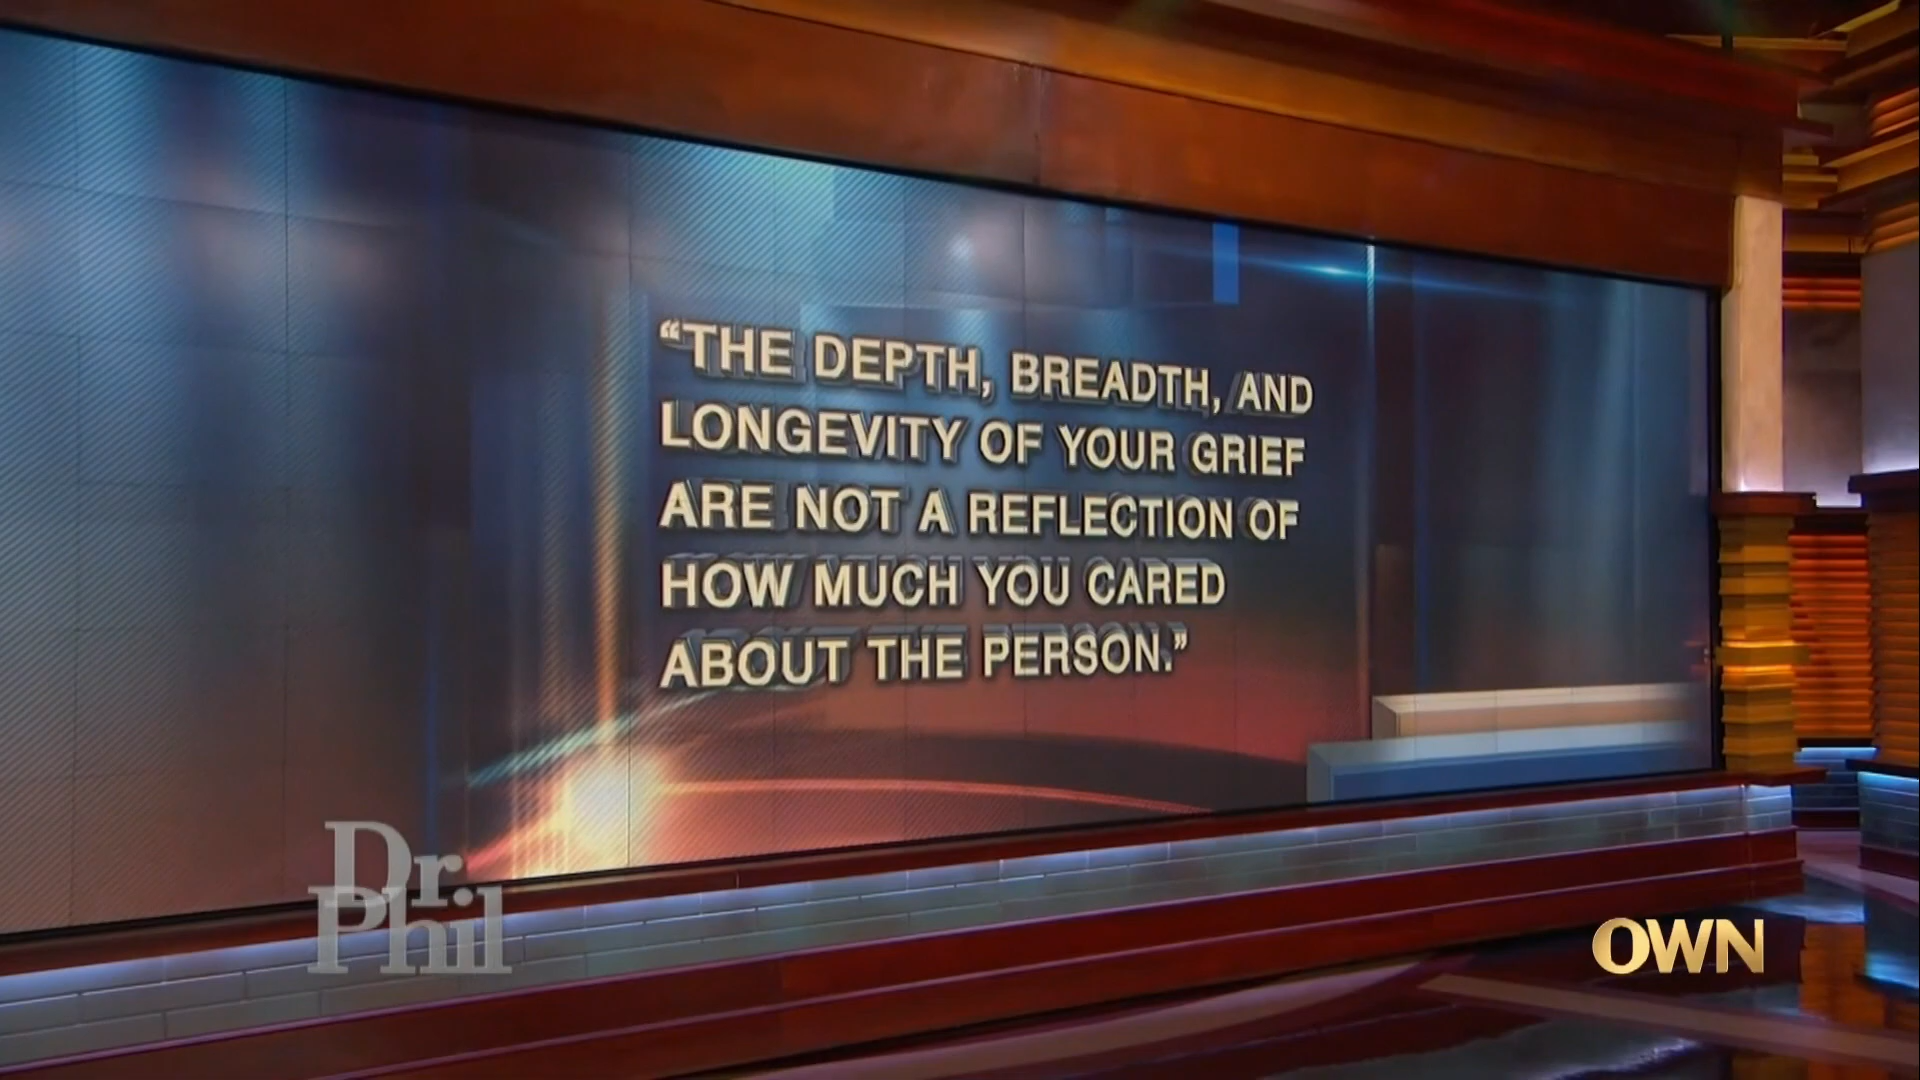 “THE DEPTH, BREADTH, AND
LONGEVITY OF YOUR GRIEF
ARE NOT A REFLECTION OF
HOW MUCH YOU CARED
ABOUT THE PERSON.”
Dr.
Phil
OWN